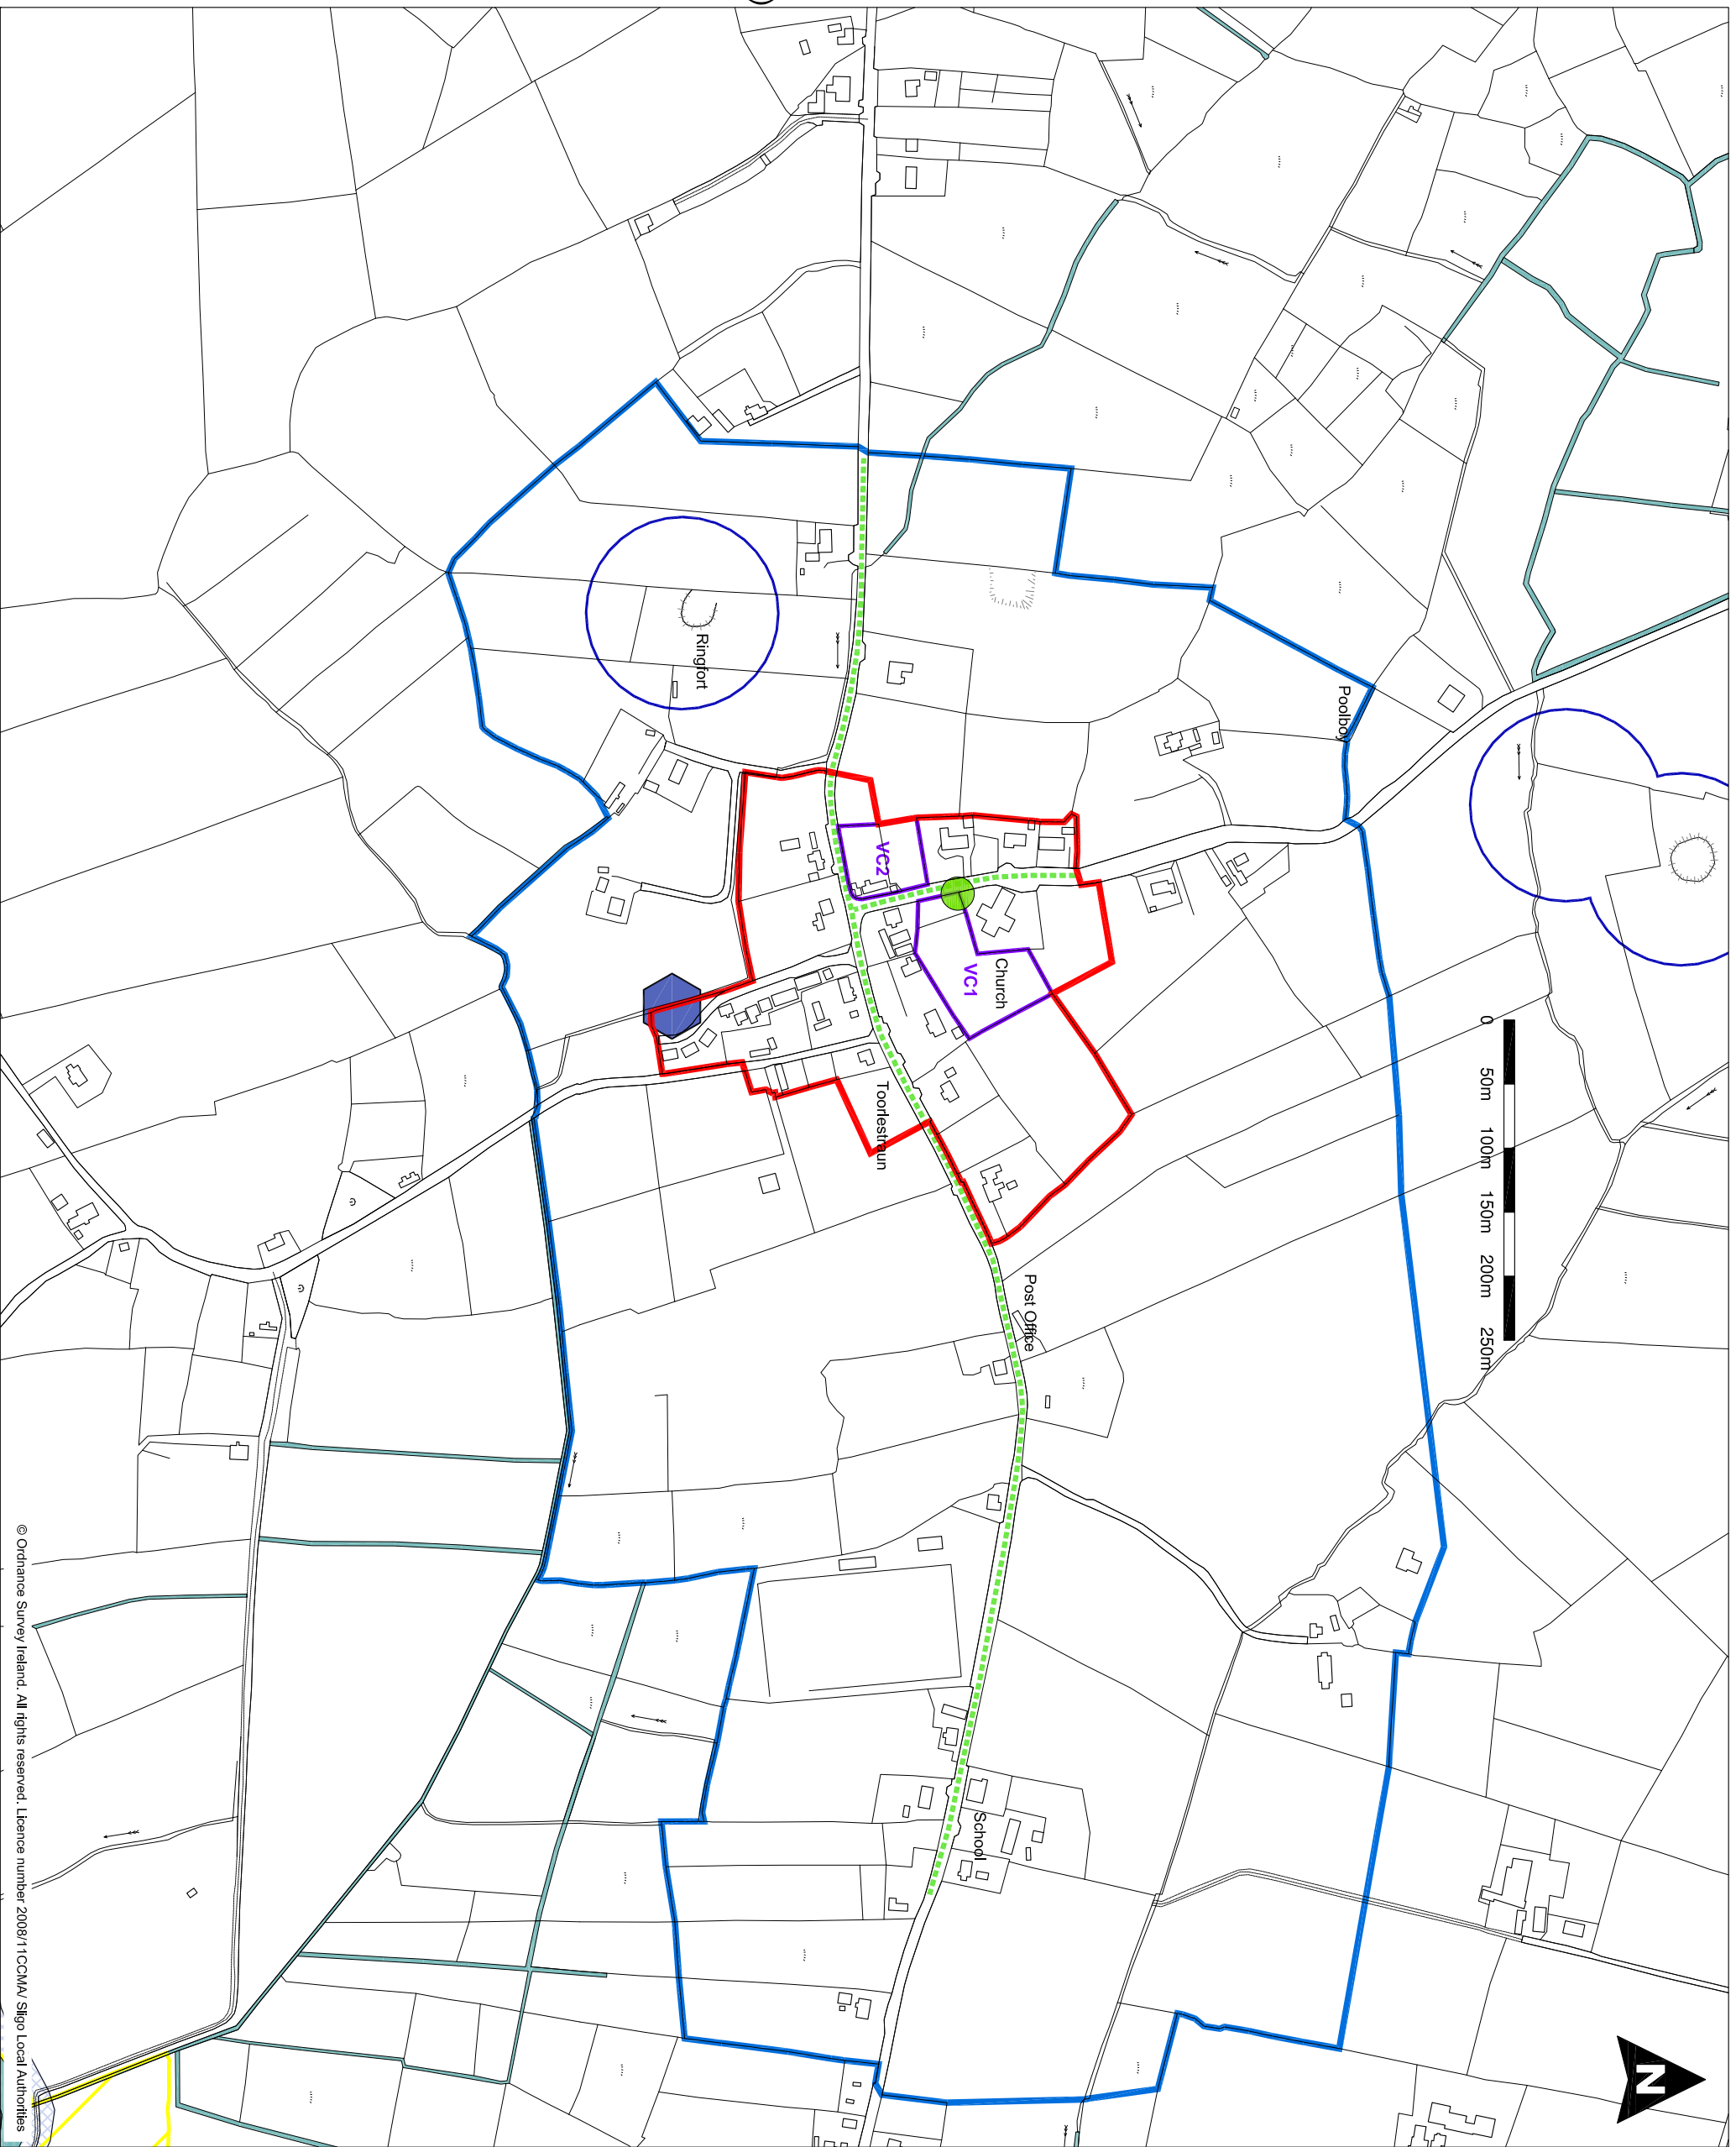 Poolboy
Ringfort
VC2
VC1
Church
Toorlestraun
Post Office
School
0
50m
100m
150m
200m
250m
N
© Ordnance Survey Ireland. All rights reserved. Licence number 2008/11CCMA/ Sligo Local Authorities